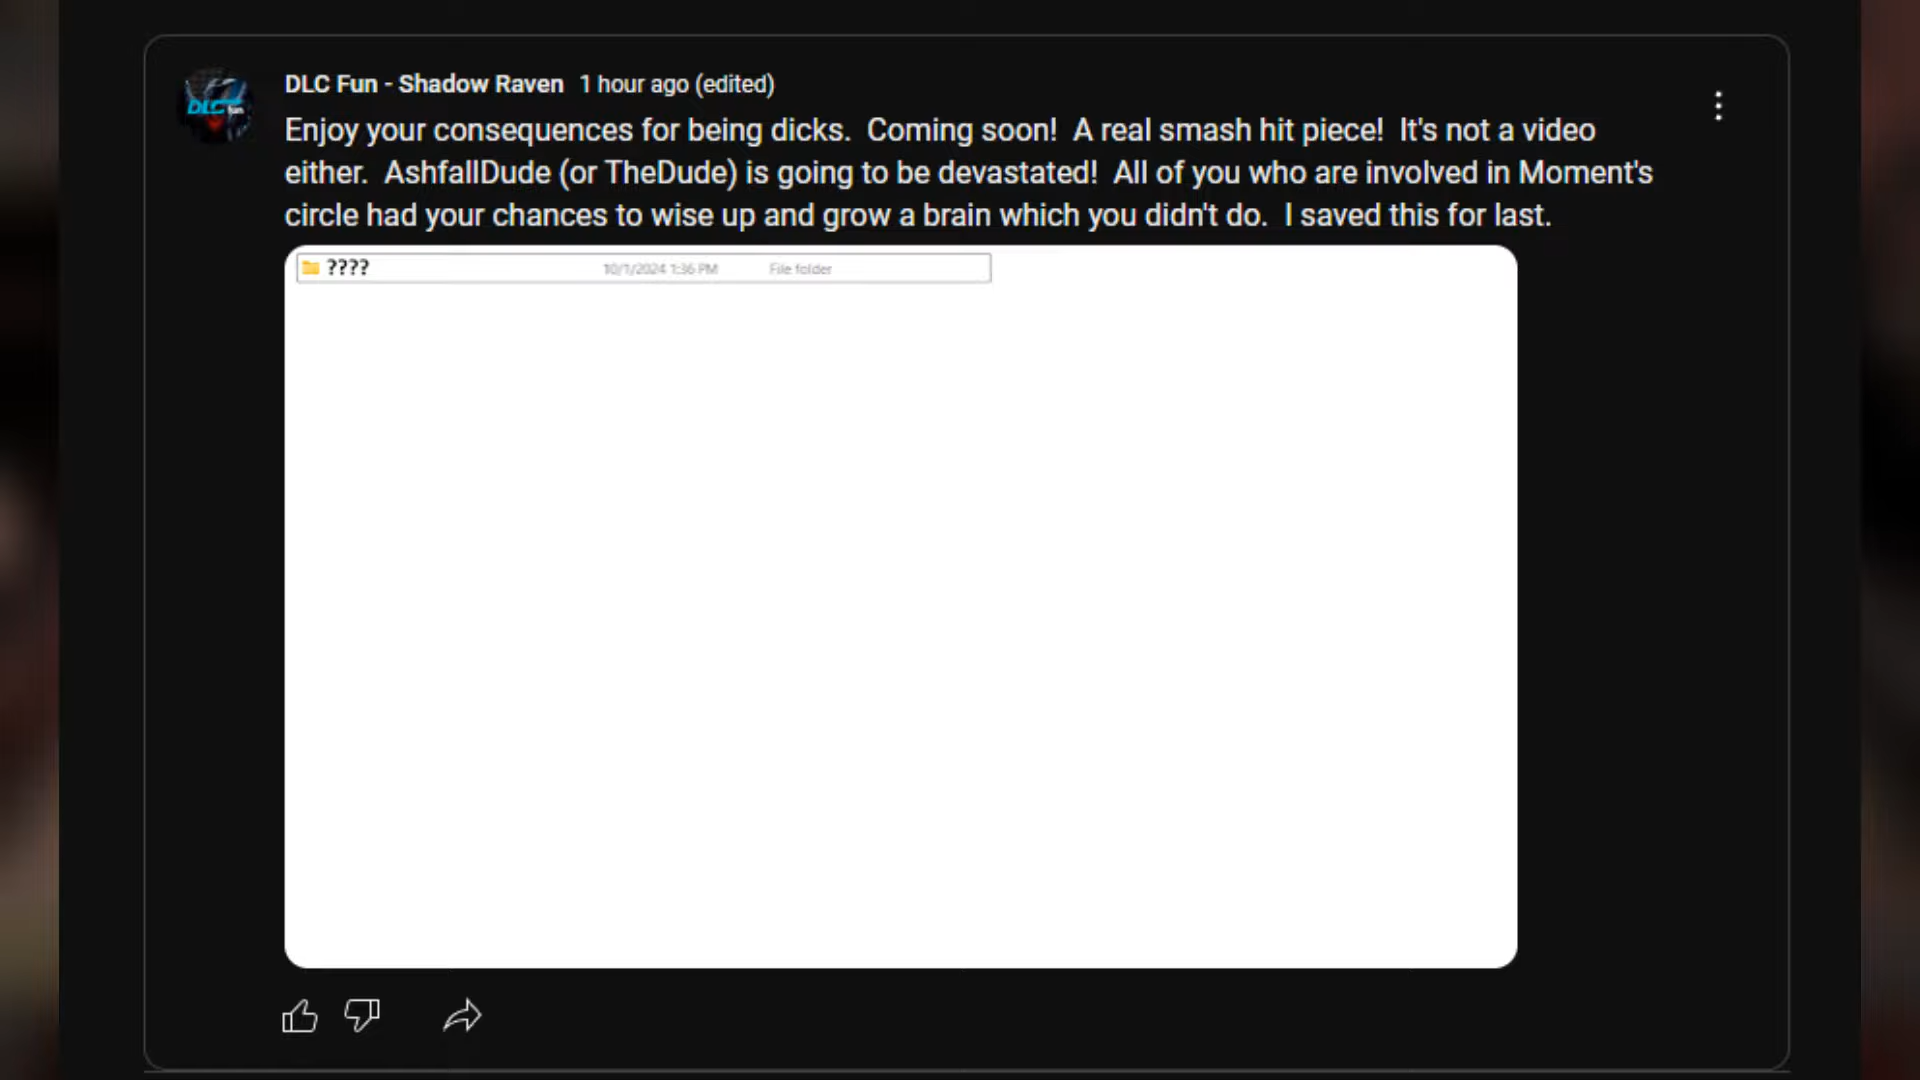 DLC Fun - Shadow Raven 1 hour ago (edited)
Enjoy your consequences for being dicks.  Coming soon!  A real smash hit piece!  It's not a video
either.  AshfallDude (or TheDude) is going to be devastated!  All of you who are involved in Moment's
circle had your chances to wise up and grow a brain which you didn't do.  I saved this for last.
???? 10/1/2024 1:36 PM File folder
DLC fun